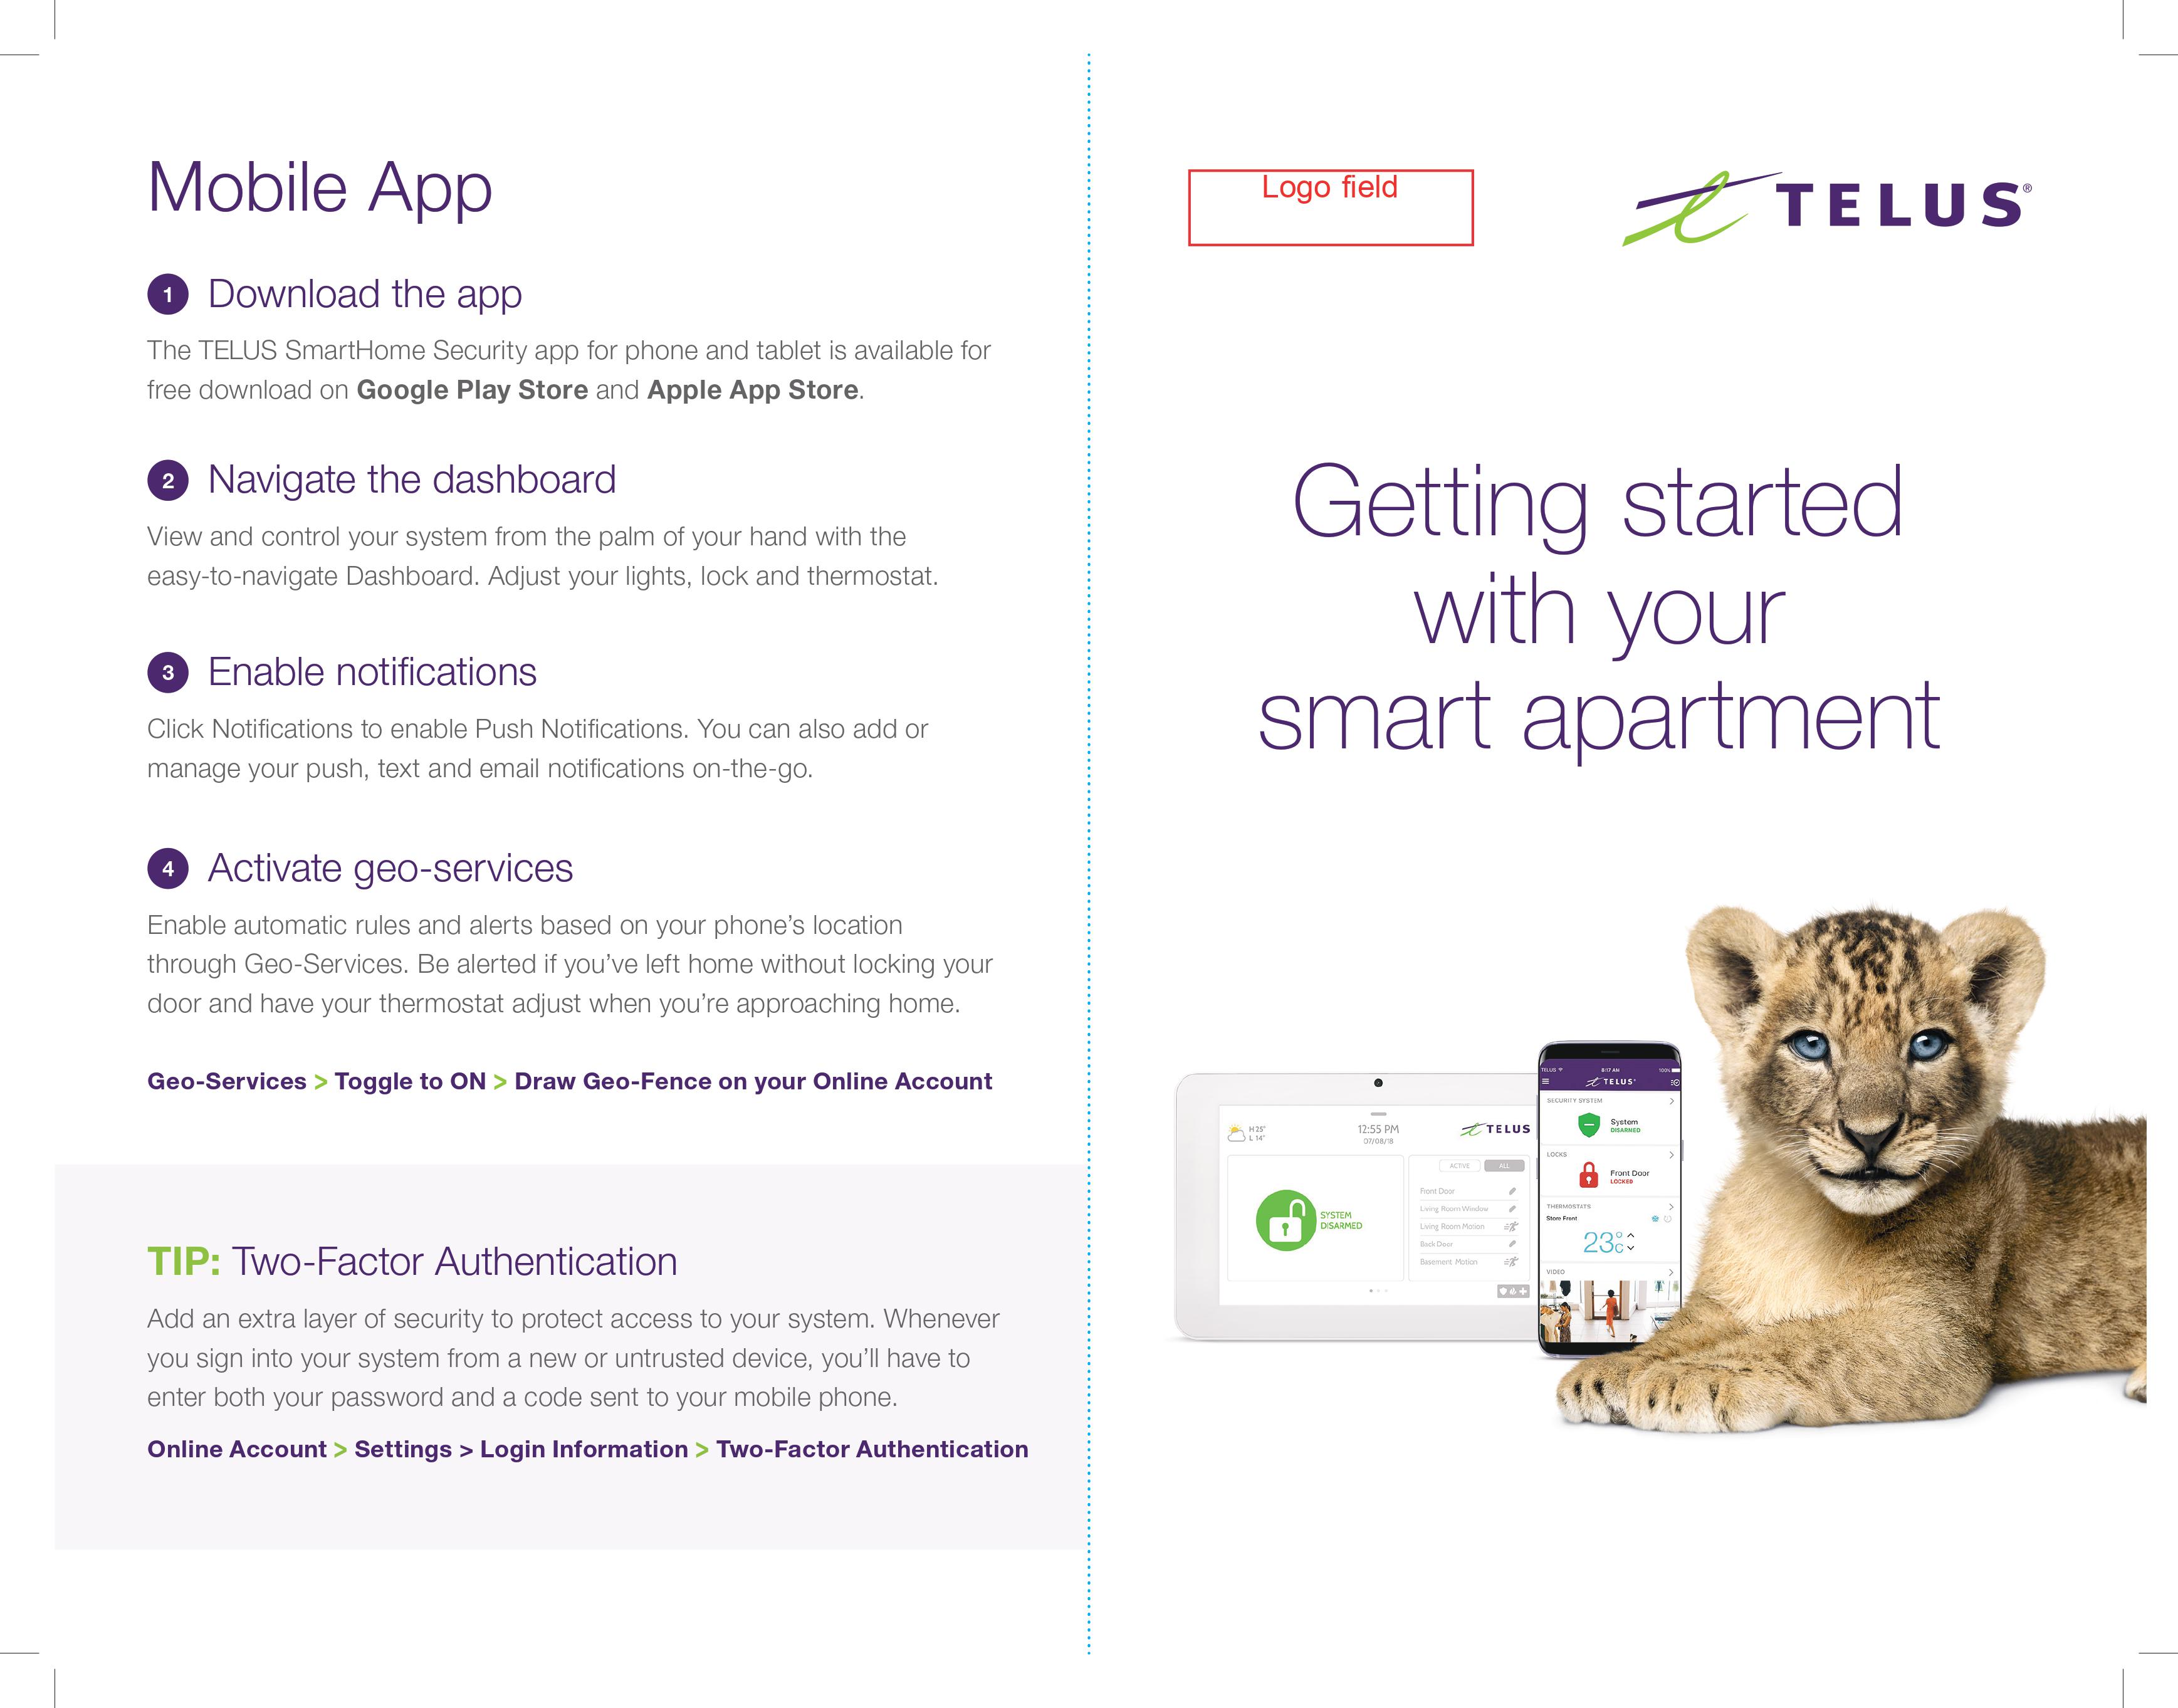 Mobile App
1 Download the app
The TELUS SmartHome Security app for phone and tablet is available for
free download on Google Play Store and Apple App Store.
2 Navigate the dashboard
View and control your system from the palm of your hand with the
easy-to-navigate Dashboard. Adjust your lights, lock and thermostat.
3 Enable notifications
Click Notifications to enable Push Notifications. You can also add or
manage your push, text and email notifications on-the-go.
4 Activate geo-services
Enable automatic rules and alerts based on your phone’s location
through Geo-Services. Be alerted if you’ve left home without locking your
door and have your thermostat adjust when you’re approaching home.
Geo-Services > Toggle to ON > Draw Geo-Fence on your Online Account
TIP: Two-Factor Authentication
Add an extra layer of security to protect access to your system. Whenever
you sign into your system from a new or untrusted device, you’ll have to
enter both your password and a code sent to your mobile phone.
Online Account > Settings > Login Information > Two-Factor Authentication
Logo field
TELUS®
Getting started
with your
smart apartment
H 25°
L 14°
12:55 PM
07/08/18
TELUS
ACTIVE ALL
SYSTEM
DISARMED
Front Door
Living Room Window
Living Room Motion
Back Door
Basement Motion
TELUS 8:17 AM 100%
TELUS
SECURITY SYSTEM
System
DISARMED
LOCKS
Front Door
LOCKED
THERMOSTATS
Store Front
23°C
VIDEO